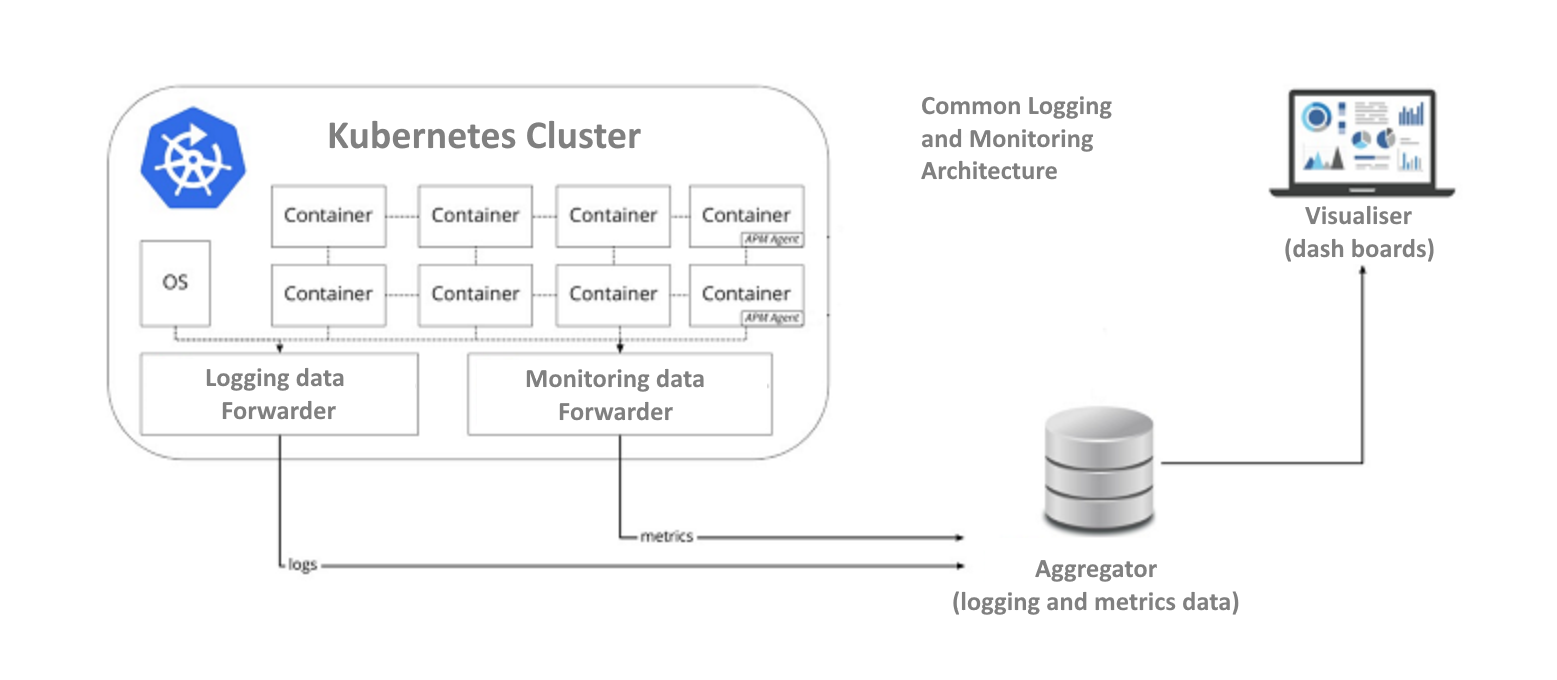 Kubernetes Cluster
Common Logging
and Monitoring
Architecture
Container
Container
Container
Container
APM Agent
OS
Container
Container
Container
Container
APM Agent
Logging data
Forwarder
Monitoring data
Forwarder
Visualiser
(dash boards)
metrics
logs
Aggregator
(logging and metrics data)